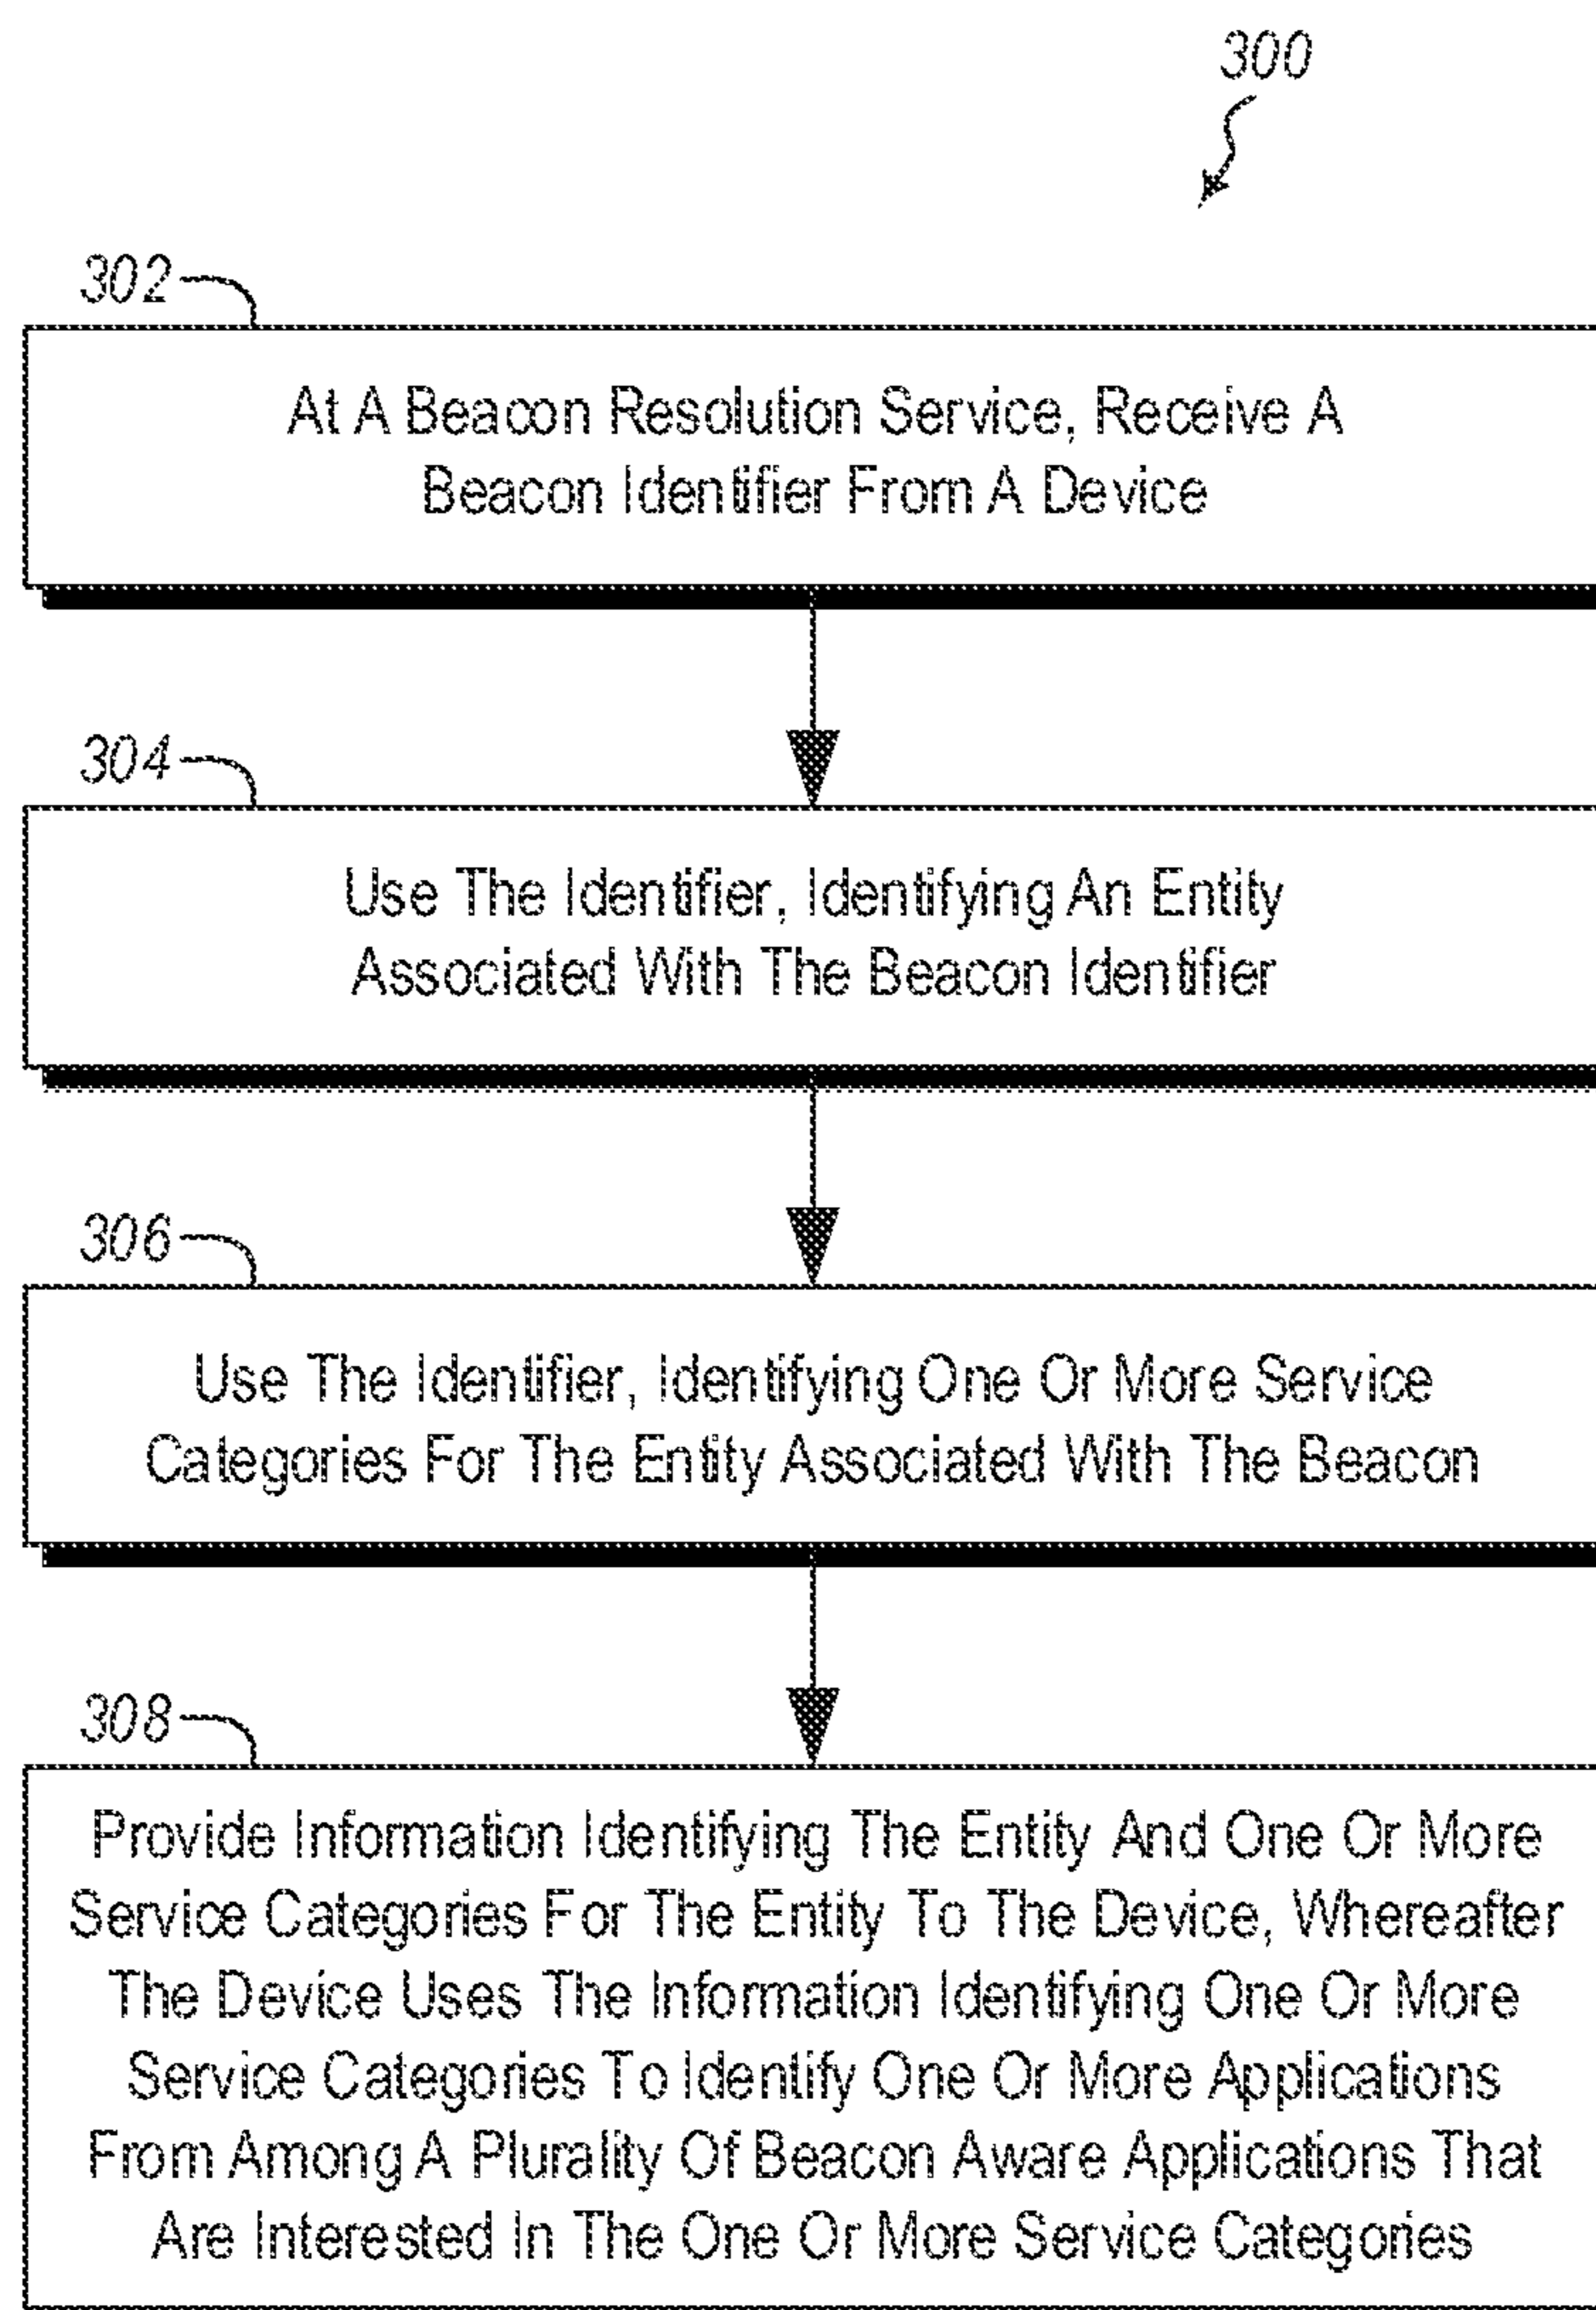 300
302
At A Beacon Resolution Service, Receive A
Beacon Identifier From A Device
304
Use The Identifier, Identifying An Entity
Associated With The Beacon Identifier
306
Use The Identifier, Identifying One Or More Service
Categories For The Entity Associated With The Beacon
308
Provide Information Identifying The Entity And One Or More
Service Categories For The Entity To The Device, Whereafter
The Device Uses The Information Identifying One Or More
Service Categories To Identify One Or More Applications
From Among A Plurality Of Beacon Aware Applications That
Are Interested In The One Or More Service Categories